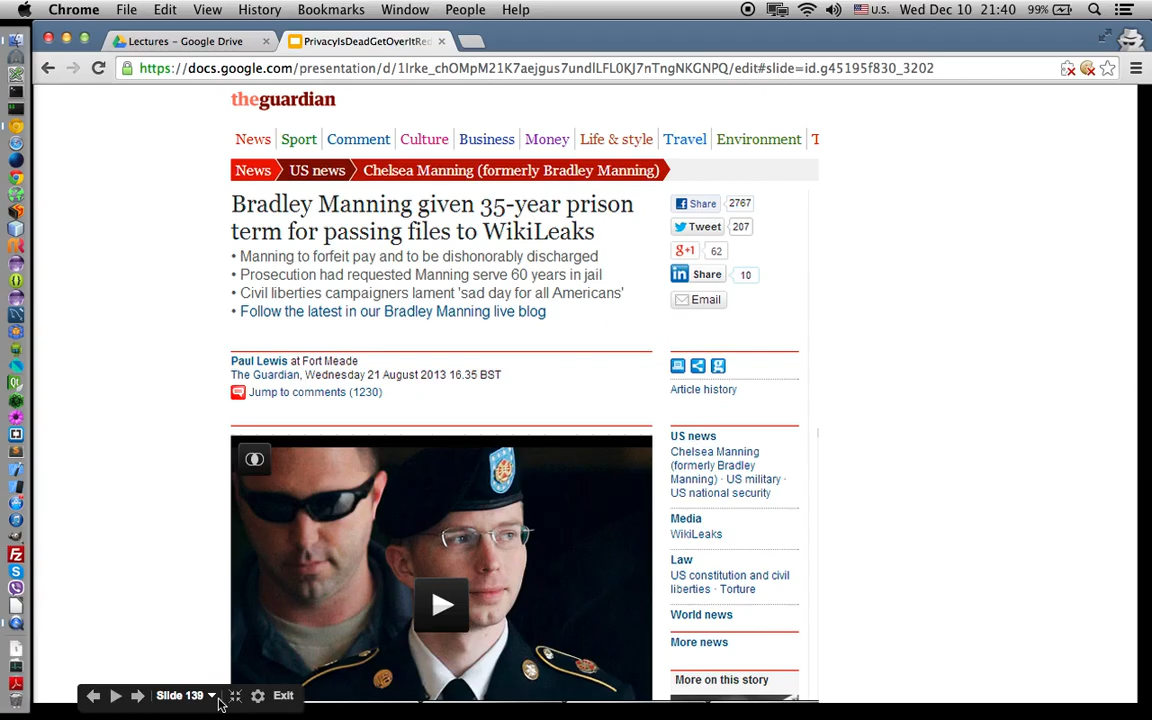 Chrome File Edit View History Bookmarks Window People Help U.S. Wed Dec 10 21:40 99%
Lectures - Google Drive × PrivacyIsDeadGetOverItRed ×
https://docs.google.com/presentation/d/1lrke_chOMpM21K7aejgus7undlLFL0KJ7nTngNKGNPQ/edit#slide=id.g45195f830_3202
theguardian
News Sport Comment Culture Business Money Life & style Travel Environment T
News US news Chelsea Manning (formerly Bradley Manning)
Bradley Manning given 35-year prison
term for passing files to WikiLeaks
• Manning to forfeit pay and to be dishonorably discharged
• Prosecution had requested Manning serve 60 years in jail
• Civil liberties campaigners lament 'sad day for all Americans'
• Follow the latest in our Bradley Manning live blog
Share 2767
Tweet 207
g+1 62
in Share 10
Email
Paul Lewis at Fort Meade
The Guardian, Wednesday 21 August 2013 16.35 BST
Jump to comments (1230)
Article history
US news
Chelsea Manning
(formerly Bradley
Manning) · US military ·
US national security
Media
WikiLeaks
Law
US constitution and civil
liberties · Torture
World news
More news
More on this story
Slide 139 Exit